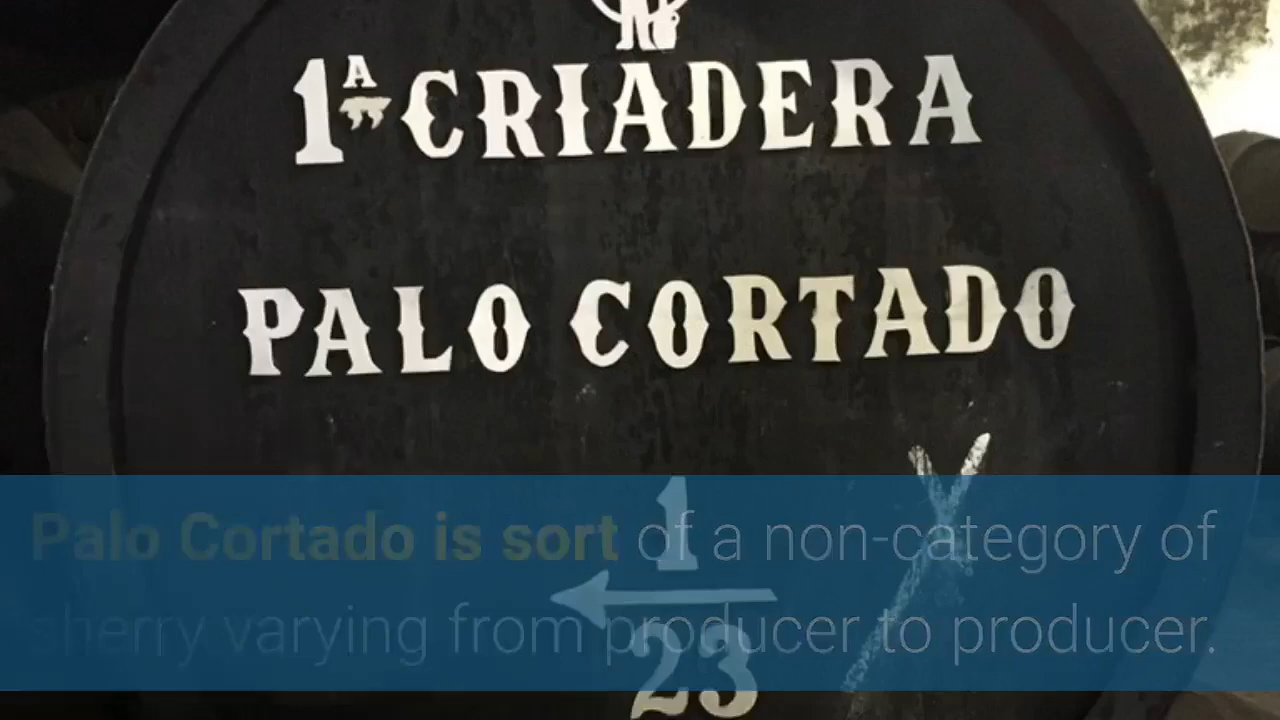 1ª CRIADERA
PALO CORTADO
1
23
Palo Cortado is sort of a non-category of
sherry varying from producer to producer.